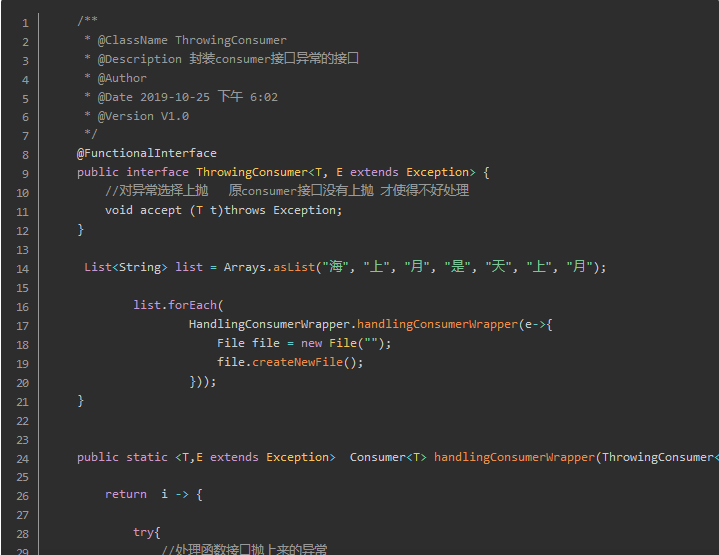 1 /**
2 * @ClassName ThrowingConsumer
3 * @Description 封装consumer接口异常的接口
4 * @Author
5 * @Date 2019-10-25 下午 6:02
6 * @Version V1.0
7 */
8 @FunctionalInterface
9 public interface ThrowingConsumer<T, E extends Exception> {
10 //对异常选择上抛   原consumer接口没有上抛 才使得不好处理
11 void accept (T t)throws Exception;
12 }
13
14 List<String> list = Arrays.asList("海", "上", "月", "是", "天", "上", "月");
15
16 list.forEach(
17 HandlingConsumerWrapper.handlingConsumerWrapper(e->{
18 File file = new File("");
19 file.createNewFile();
20 }));
21 }
22
23
24 public static <T,E extends Exception>  Consumer<T> handlingConsumerWrapper(ThrowingConsumer<
25
26 return  i -> {
27
28 try{
29 //处理函数接口抛上来的异常